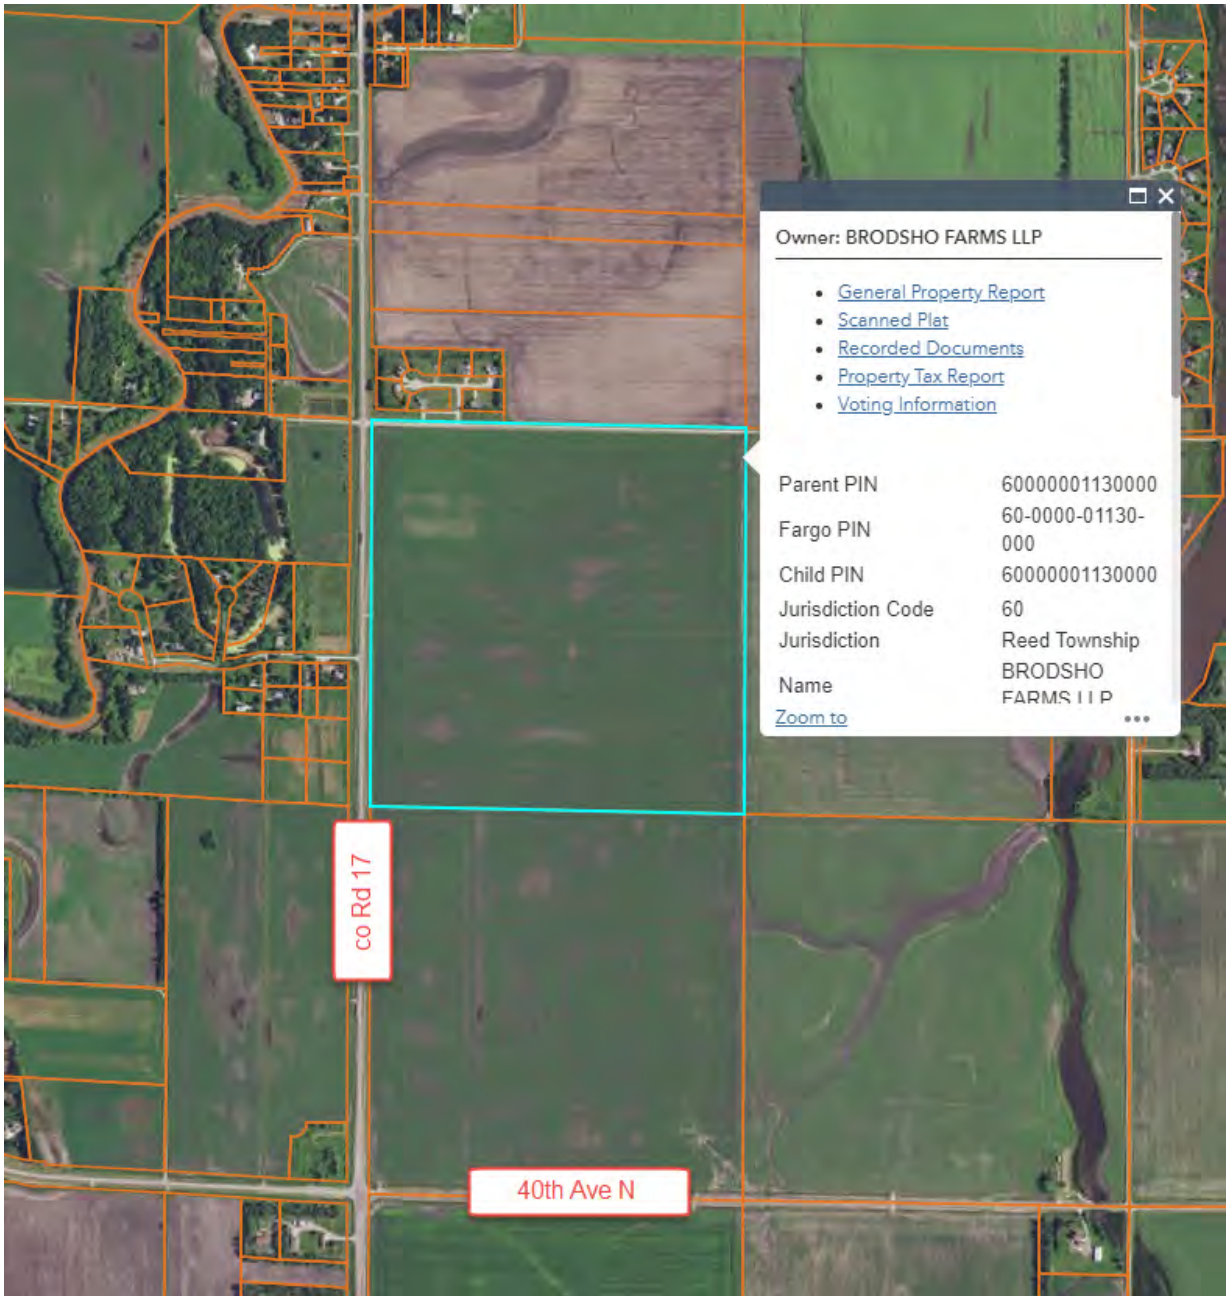 Owner: BRODSHO FARMS LLP
General Property Report
Scanned Plat
Recorded Documents
Property Tax Report
Voting Information
Parent PIN 60000001130000
Fargo PIN 60-0000-01130-
000
Child PIN 60000001130000
Jurisdiction Code 60
Jurisdiction Reed Township
Name BRODSHO
FARMS LLP
Zoom to
co Rd 17
40th Ave N